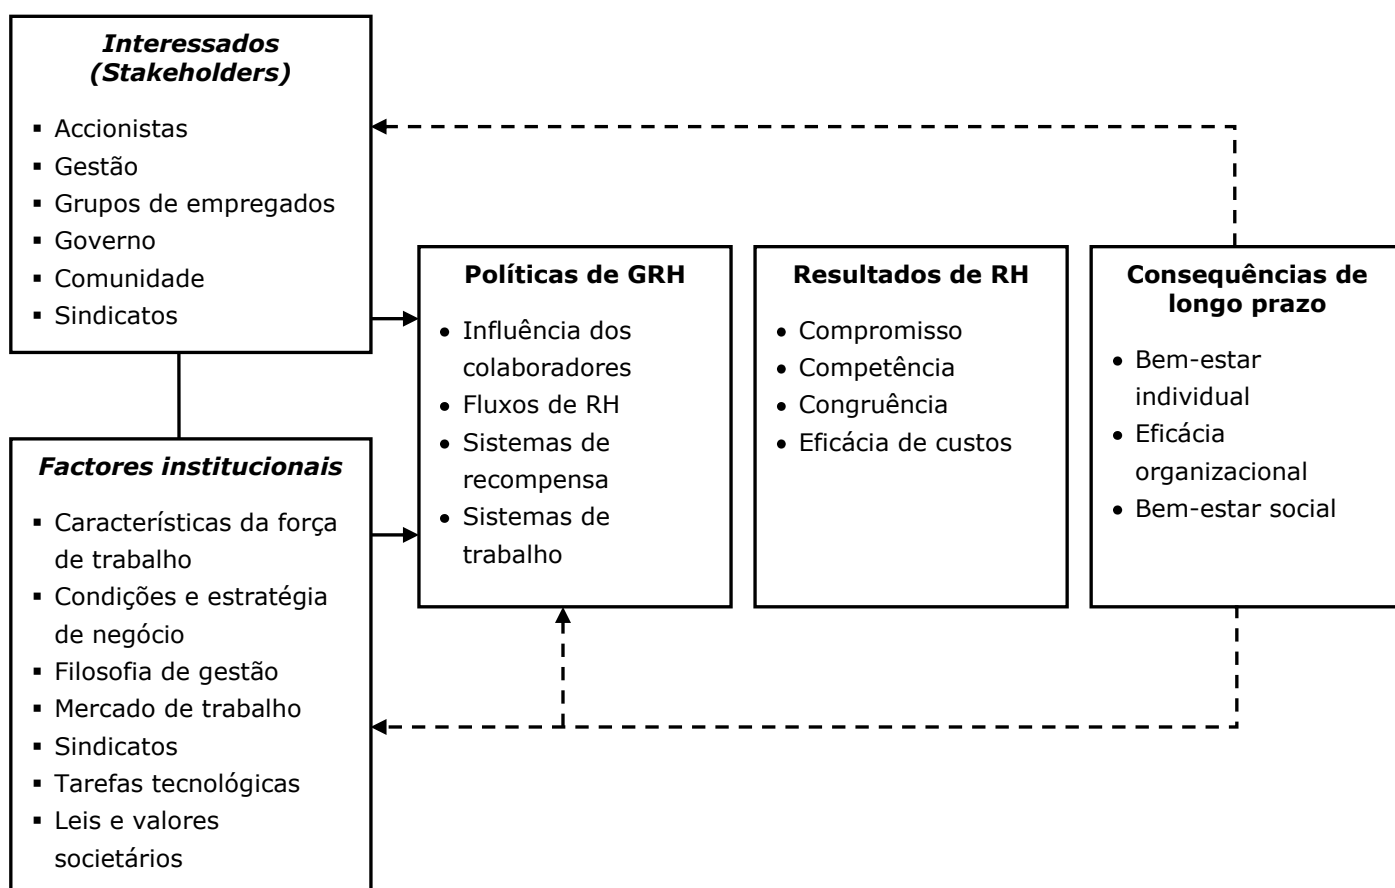 Interessados
(Stakeholders)
▪ Accionistas
▪ Gestão
▪ Grupos de empregados
▪ Governo
▪ Comunidade
▪ Sindicatos
Factores institucionais
▪ Características da força
de trabalho
▪ Condições e estratégia
de negócio
▪ Filosofia de gestão
▪ Mercado de trabalho
▪ Sindicatos
▪ Tarefas tecnológicas
▪ Leis e valores
societários
Políticas de GRH
• Influência dos
colaboradores
• Fluxos de RH
• Sistemas de
recompensa
• Sistemas de
trabalho
Resultados de RH
• Compromisso
• Competência
• Congruência
• Eficácia de custos
Consequências de
longo prazo
• Bem-estar
individual
• Eficácia
organizacional
• Bem-estar social